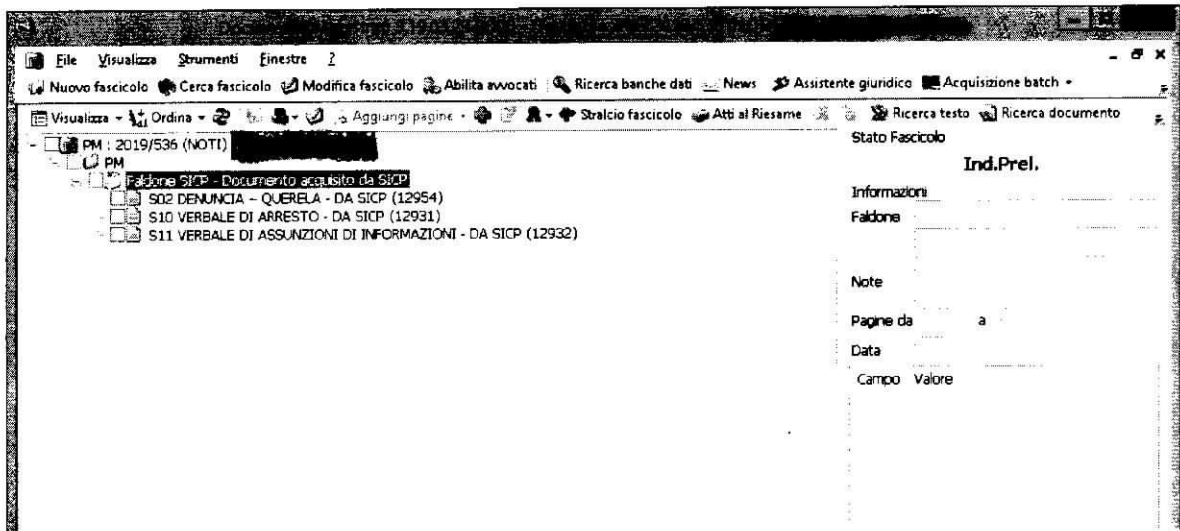 File Visualizza Strumenti Finestre ?
Nuovo fascicolo Cerca fascicolo Modifica fascicolo Abilita avvocati Ricerca banche dati News Assistente giuridico Acquisizione batch
Visualizza Ordina Aggiungi pagine Stralcio fascicolo Atti al Riesame Ricerca testo Ricerca documento
PM : 2019/536 (NOTI)
PM
Faldone SICP - Documento acquisito da SICP
S02 DENUNCIA – QUERELA - DA SICP (12954)
S10 VERBALE DI ARRESTO - DA SICP (12931)
S11 VERBALE DI ASSUNZIONI DI INFORMAZIONI - DA SICP (12932)
Stato Fascicolo
Ind.Prel.
Informazioni
Faldone
Note
Pagine da a
Data
Campo Valore